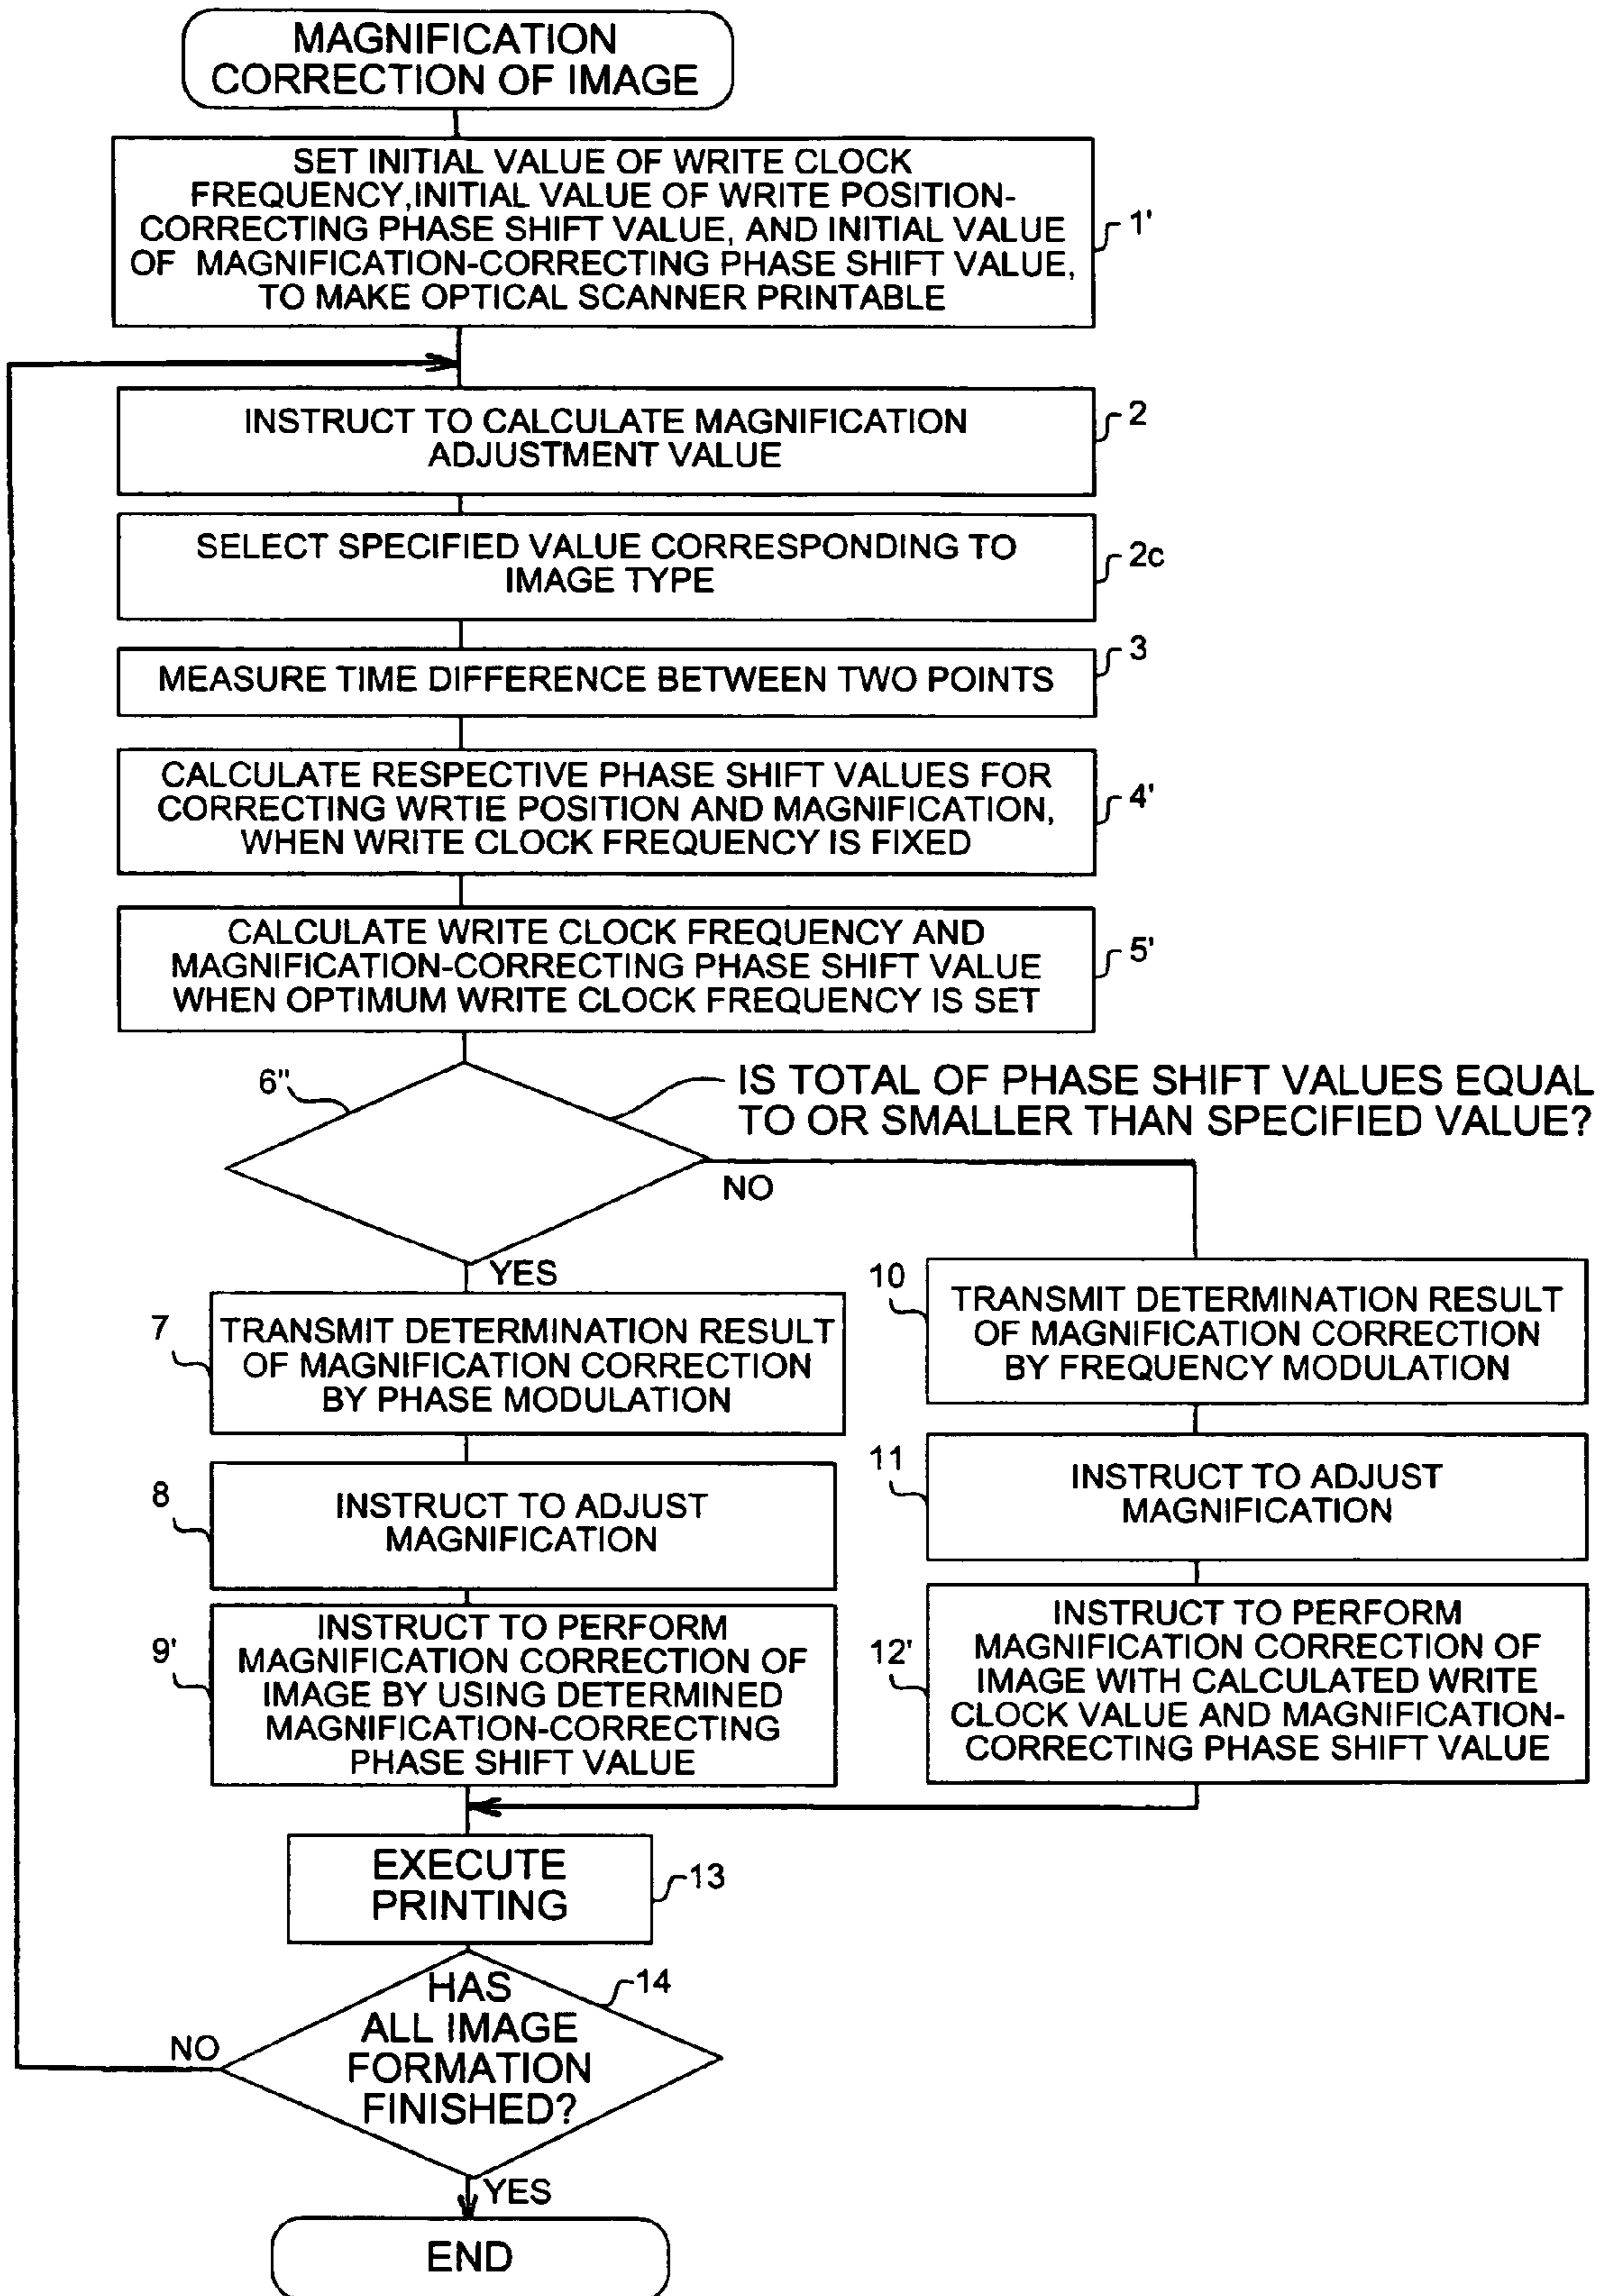 MAGNIFICATION
CORRECTION OF IMAGE
SET INITIAL VALUE OF WRITE CLOCK
FREQUENCY,INITIAL VALUE OF WRITE POSITION-
CORRECTING PHASE SHIFT VALUE, AND INITIAL VALUE
OF MAGNIFICATION-CORRECTING PHASE SHIFT VALUE,
TO MAKE OPTICAL SCANNER PRINTABLE
1'
INSTRUCT TO CALCULATE MAGNIFICATION
ADJUSTMENT VALUE
2
SELECT SPECIFIED VALUE CORRESPONDING TO
IMAGE TYPE
2c
MEASURE TIME DIFFERENCE BETWEEN TWO POINTS
3
CALCULATE RESPECTIVE PHASE SHIFT VALUES FOR
CORRECTING WRTIE POSITION AND MAGNIFICATION,
WHEN WRITE CLOCK FREQUENCY IS FIXED
4'
CALCULATE WRITE CLOCK FREQUENCY AND
MAGNIFICATION-CORRECTING PHASE SHIFT VALUE
WHEN OPTIMUM WRITE CLOCK FREQUENCY IS SET
5'
6"
IS TOTAL OF PHASE SHIFT VALUES EQUAL
TO OR SMALLER THAN SPECIFIED VALUE?
NO
YES
7
TRANSMIT DETERMINATION RESULT
OF MAGNIFICATION CORRECTION
BY PHASE MODULATION
8
INSTRUCT TO ADJUST
MAGNIFICATION
9'
INSTRUCT TO PERFORM
MAGNIFICATION CORRECTION OF
IMAGE BY USING DETERMINED
MAGNIFICATION-CORRECTING
PHASE SHIFT VALUE
10
TRANSMIT DETERMINATION RESULT
OF MAGNIFICATION CORRECTION
BY FREQUENCY MODULATION
11
INSTRUCT TO ADJUST
MAGNIFICATION
12'
INSTRUCT TO PERFORM
MAGNIFICATION CORRECTION OF
IMAGE WITH CALCULATED WRITE
CLOCK VALUE AND MAGNIFICATION-
CORRECTING PHASE SHIFT VALUE
EXECUTE
PRINTING
13
HAS
ALL IMAGE
FORMATION
FINISHED?
14
NO
YES
END